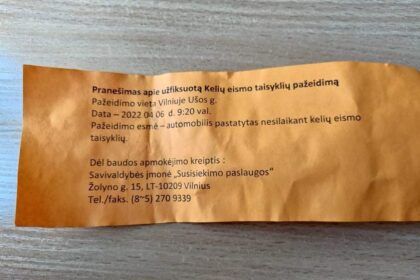 Pranešimas apie užfiksuotą Kelių eismo taisyklių pažeidimą
Pažeidimo vieta Vilniuje Ušos g.
Data – 2022 04 06 d. 9:20 val.
Pažeidimo esmė – automobilis pastatytas nesilaikant kelių eismo
taisyklių.
Dėl baudos apmokėjimo kreiptis :
Savivaldybės įmonė „Susisiekimo paslaugos“
Žolyno g. 15, LT-10209 Vilnius
Tel./faks. (8~5) 270 9339